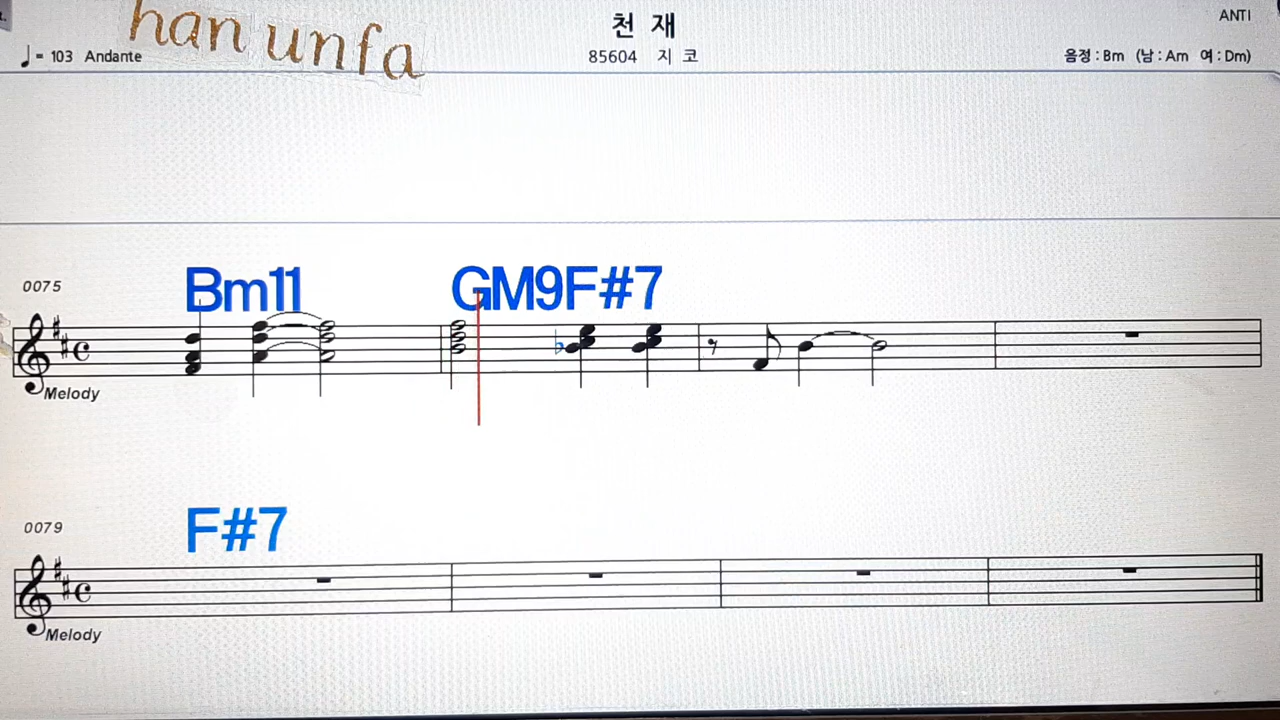 han unfa
천 재
ANTI
♩ = 103 Andante
85604 지 코
음정 : Bm (남 : Am 여 : Dm)
0075
Bm11
GM9F#7
Melody
0079
F#7
Melody